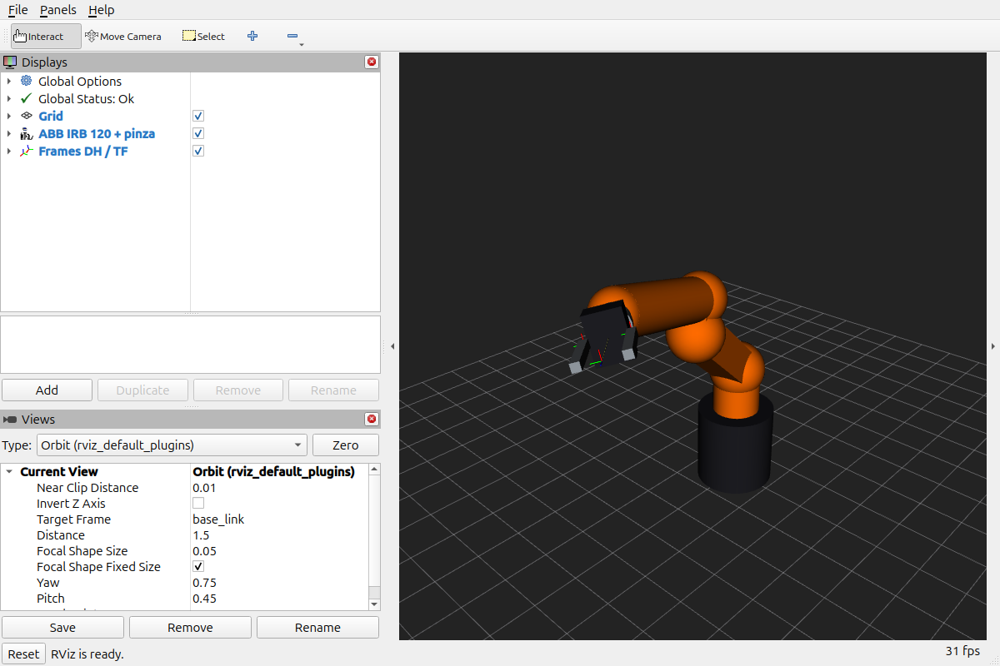 File Panels Help
Interact Move Camera Select
Displays
Global Options
Global Status: Ok
Grid
ABB IRB 120 + pinza
Frames DH / TF
Add Duplicate Remove Rename
Views
Type: Orbit (rviz_default_plugins) Zero
Current View Orbit (rviz_default_plugins)
Near Clip Distance 0.01
Invert Z Axis
Target Frame base_link
Distance 1.5
Focal Shape Size 0.05
Focal Shape Fixed Size
Yaw 0.75
Pitch 0.45
Save Remove Rename
Reset RViz is ready. 31 fps